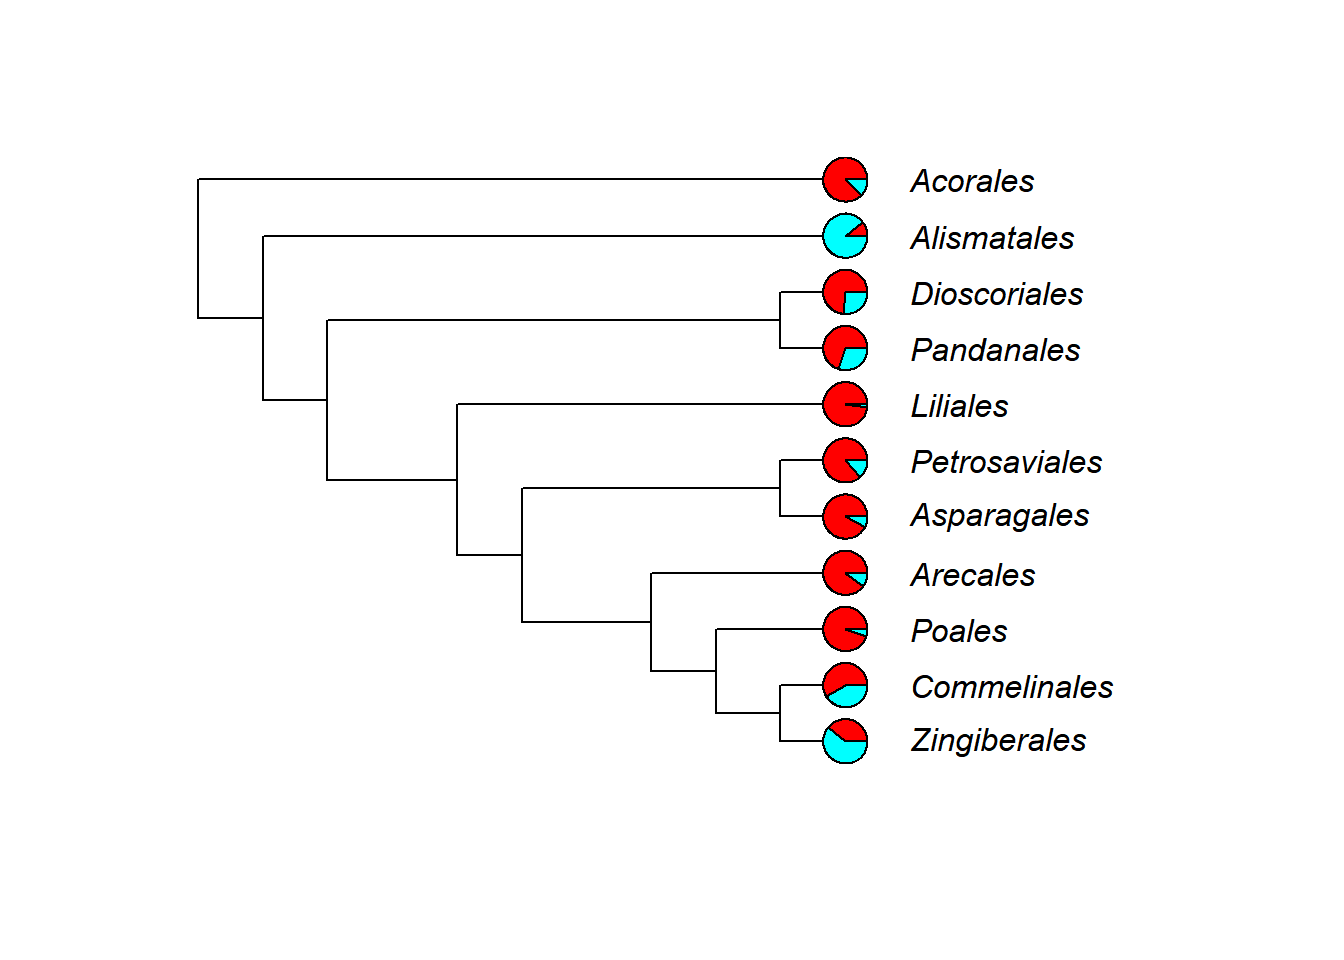 Acorales
Alismatales
Dioscoriales
Pandanales
Liliales
Petrosaviales
Asparagales
Arecales
Poales
Commelinales
Zingiberales